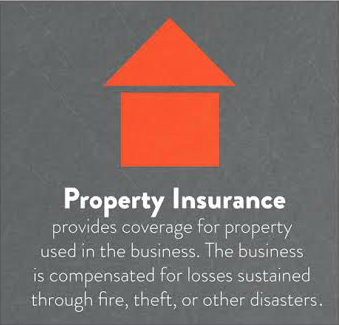 Property Insurance
provides coverage for property
used in the business. The business
is compensated for losses sustained
through fire, theft, or other disasters.